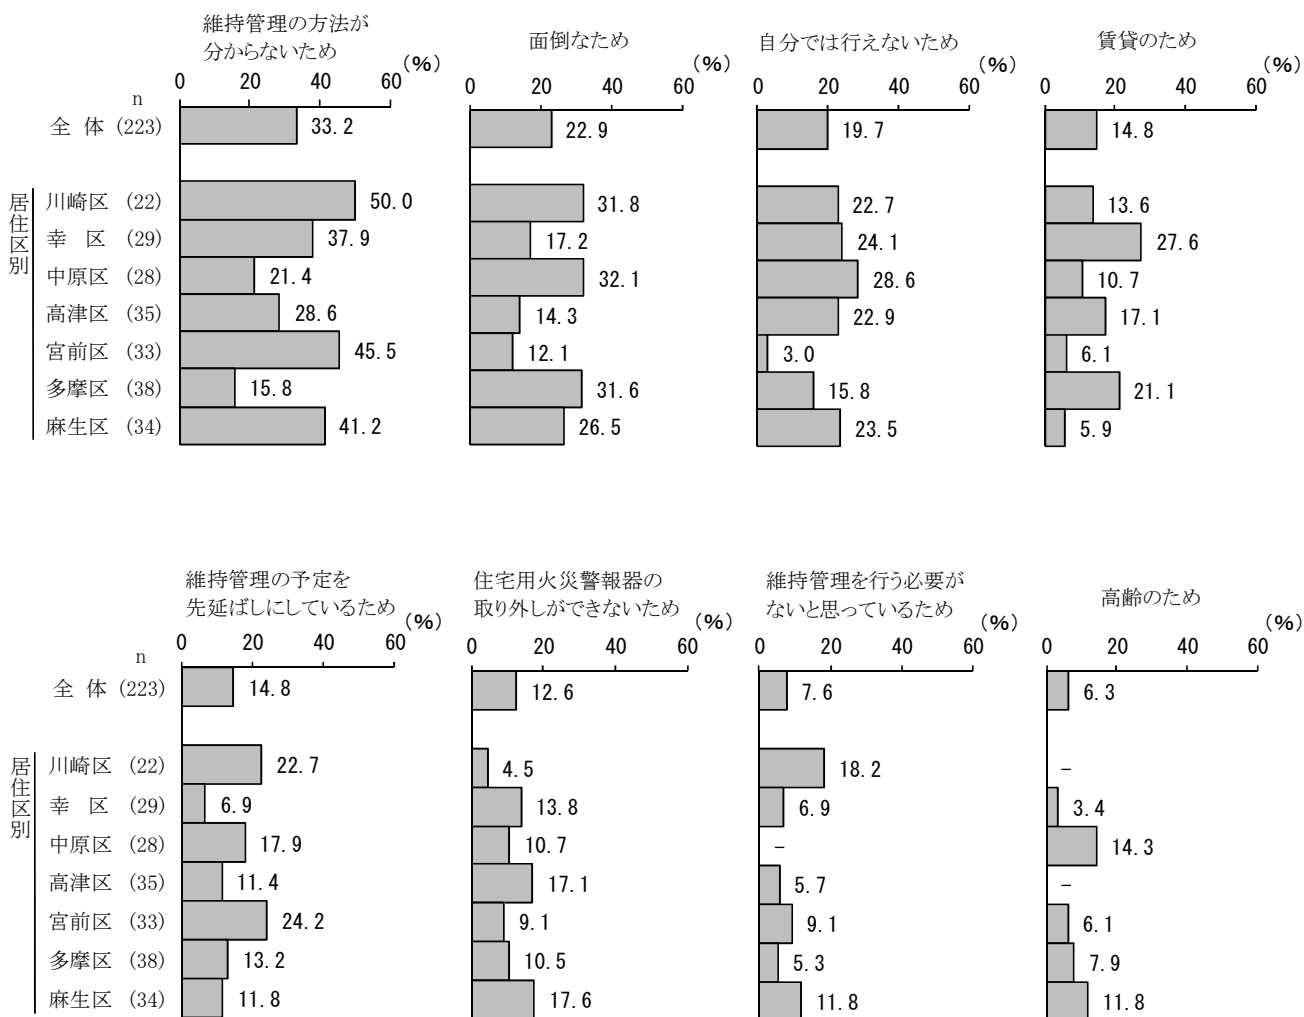 維持管理の方法が
分からないため
面倒なため
自分では行えないため
賃貸のため
(%) (%) (%) (%)
0 20 40 60 0 20 40 60 0 20 40 60 0 20 40 60
n
全 体 (223) 33.2 22.9 19.7 14.8
居住区別
川崎区 (22) 50.0 31.8 22.7 13.6
幸 区 (29) 37.9 17.2 24.1 27.6
中原区 (28) 21.4 32.1 28.6 10.7
高津区 (35) 28.6 14.3 22.9 17.1
宮前区 (33) 45.5 12.1 3.0 6.1
多摩区 (38) 15.8 31.6 15.8 21.1
麻生区 (34) 41.2 26.5 23.5 5.9
維持管理の予定を
先延ばしにしているため
住宅用火災警報器の
取り外しができないため
維持管理を行う必要が
ないと思っているため
高齢のため
(%) (%) (%) (%)
0 20 40 60 0 20 40 60 0 20 40 60 0 20 40 60
n
全 体 (223) 14.8 12.6 7.6 6.3
居住区別
川崎区 (22) 22.7 4.5 18.2 −
幸 区 (29) 6.9 13.8 6.9 3.4
中原区 (28) 17.9 10.7 − 14.3
高津区 (35) 11.4 17.1 5.7 −
宮前区 (33) 24.2 9.1 9.1 6.1
多摩区 (38) 13.2 10.5 5.3 7.9
麻生区 (34) 11.8 17.6 11.8 11.8